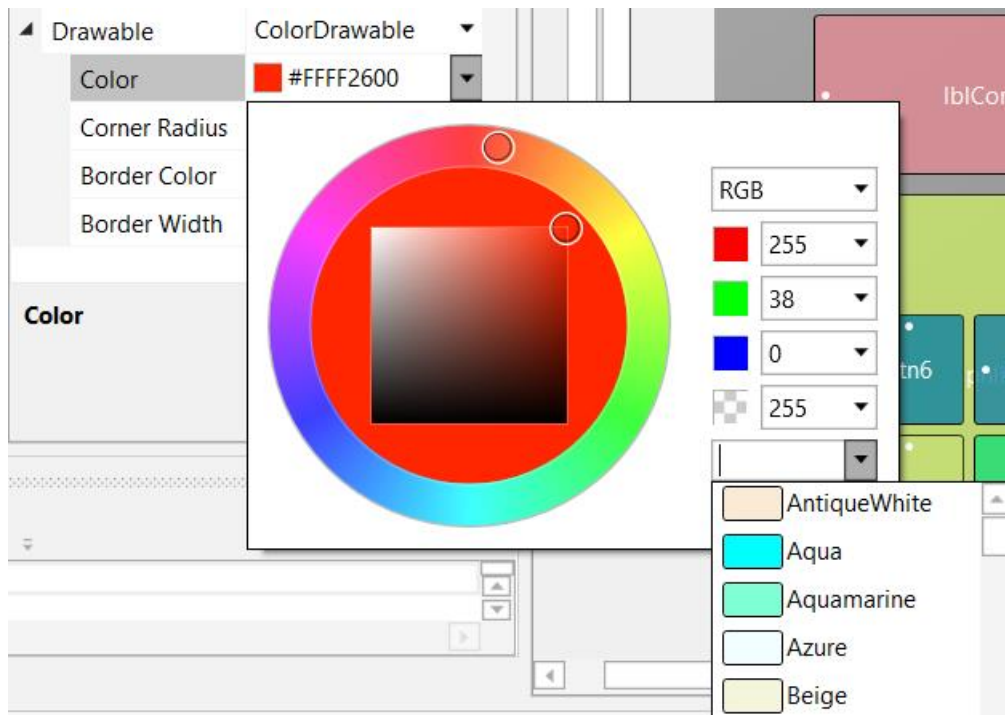 Drawable ColorDrawable
Color #FFFF2600
Corner Radius
Border Color
Border Width
Color
RGB
255
38
0
255
AntiqueWhite
Aqua
Aquamarine
Azure
Beige
lblCor
tn6